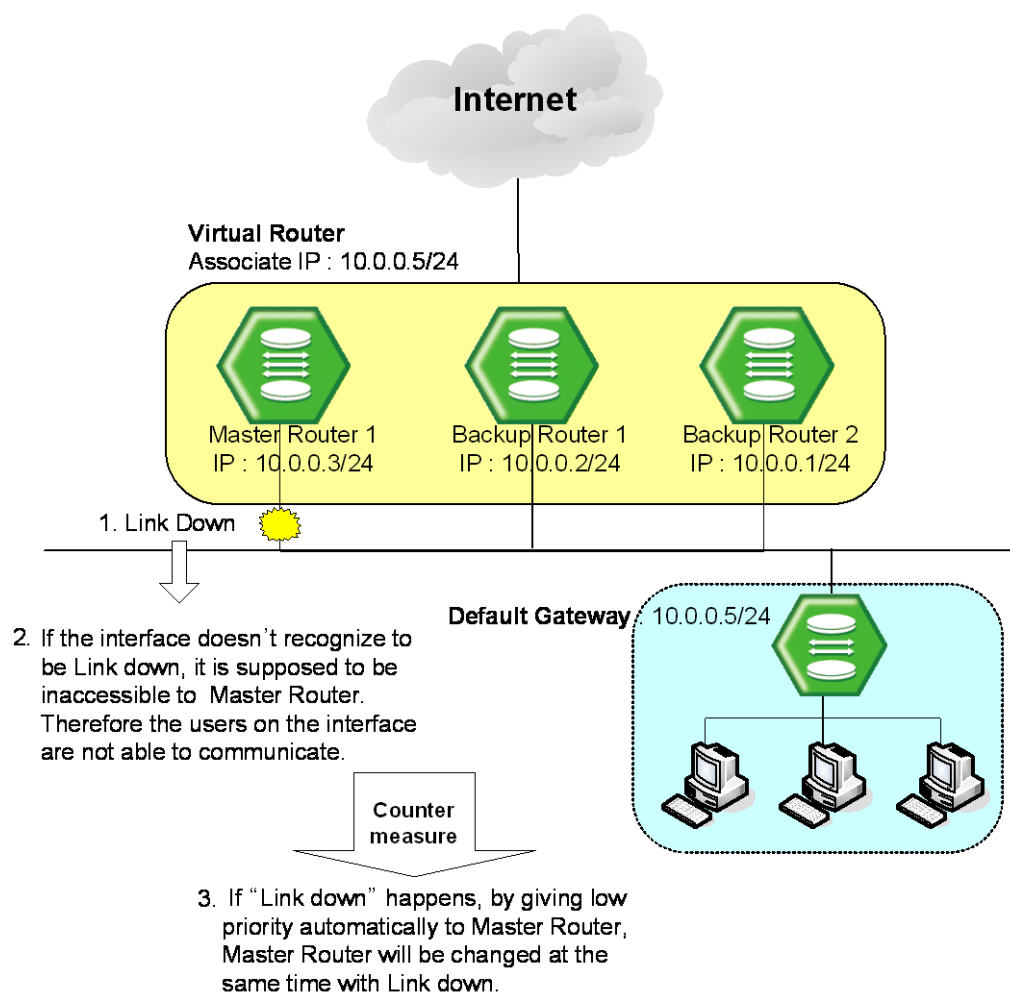 Internet
Virtual Router
Associate IP : 10.0.0.5/24
Master Router 1
IP : 10.0.0.3/24
Backup Router 1
IP : 10.0.0.2/24
Backup Router 2
IP : 10.0.0.1/24
1. Link Down
Default Gateway : 10.0.0.5/24
2. If the interface doesn’t recognize to
be Link down, it is supposed to be
inaccessible to Master Router.
Therefore the users on the interface
are not able to communicate.
Counter
measure
3. If “Link down” happens, by giving low
priority automatically to Master Router,
Master Router will be changed at the
same time with Link down.